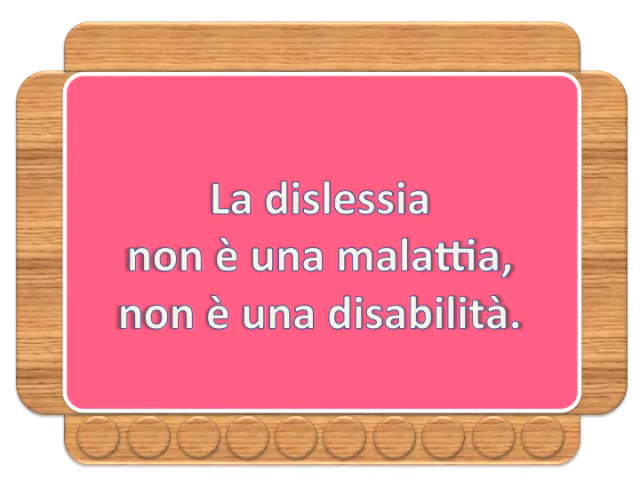 La dislessia
non è una malattia,
non è una disabilità.